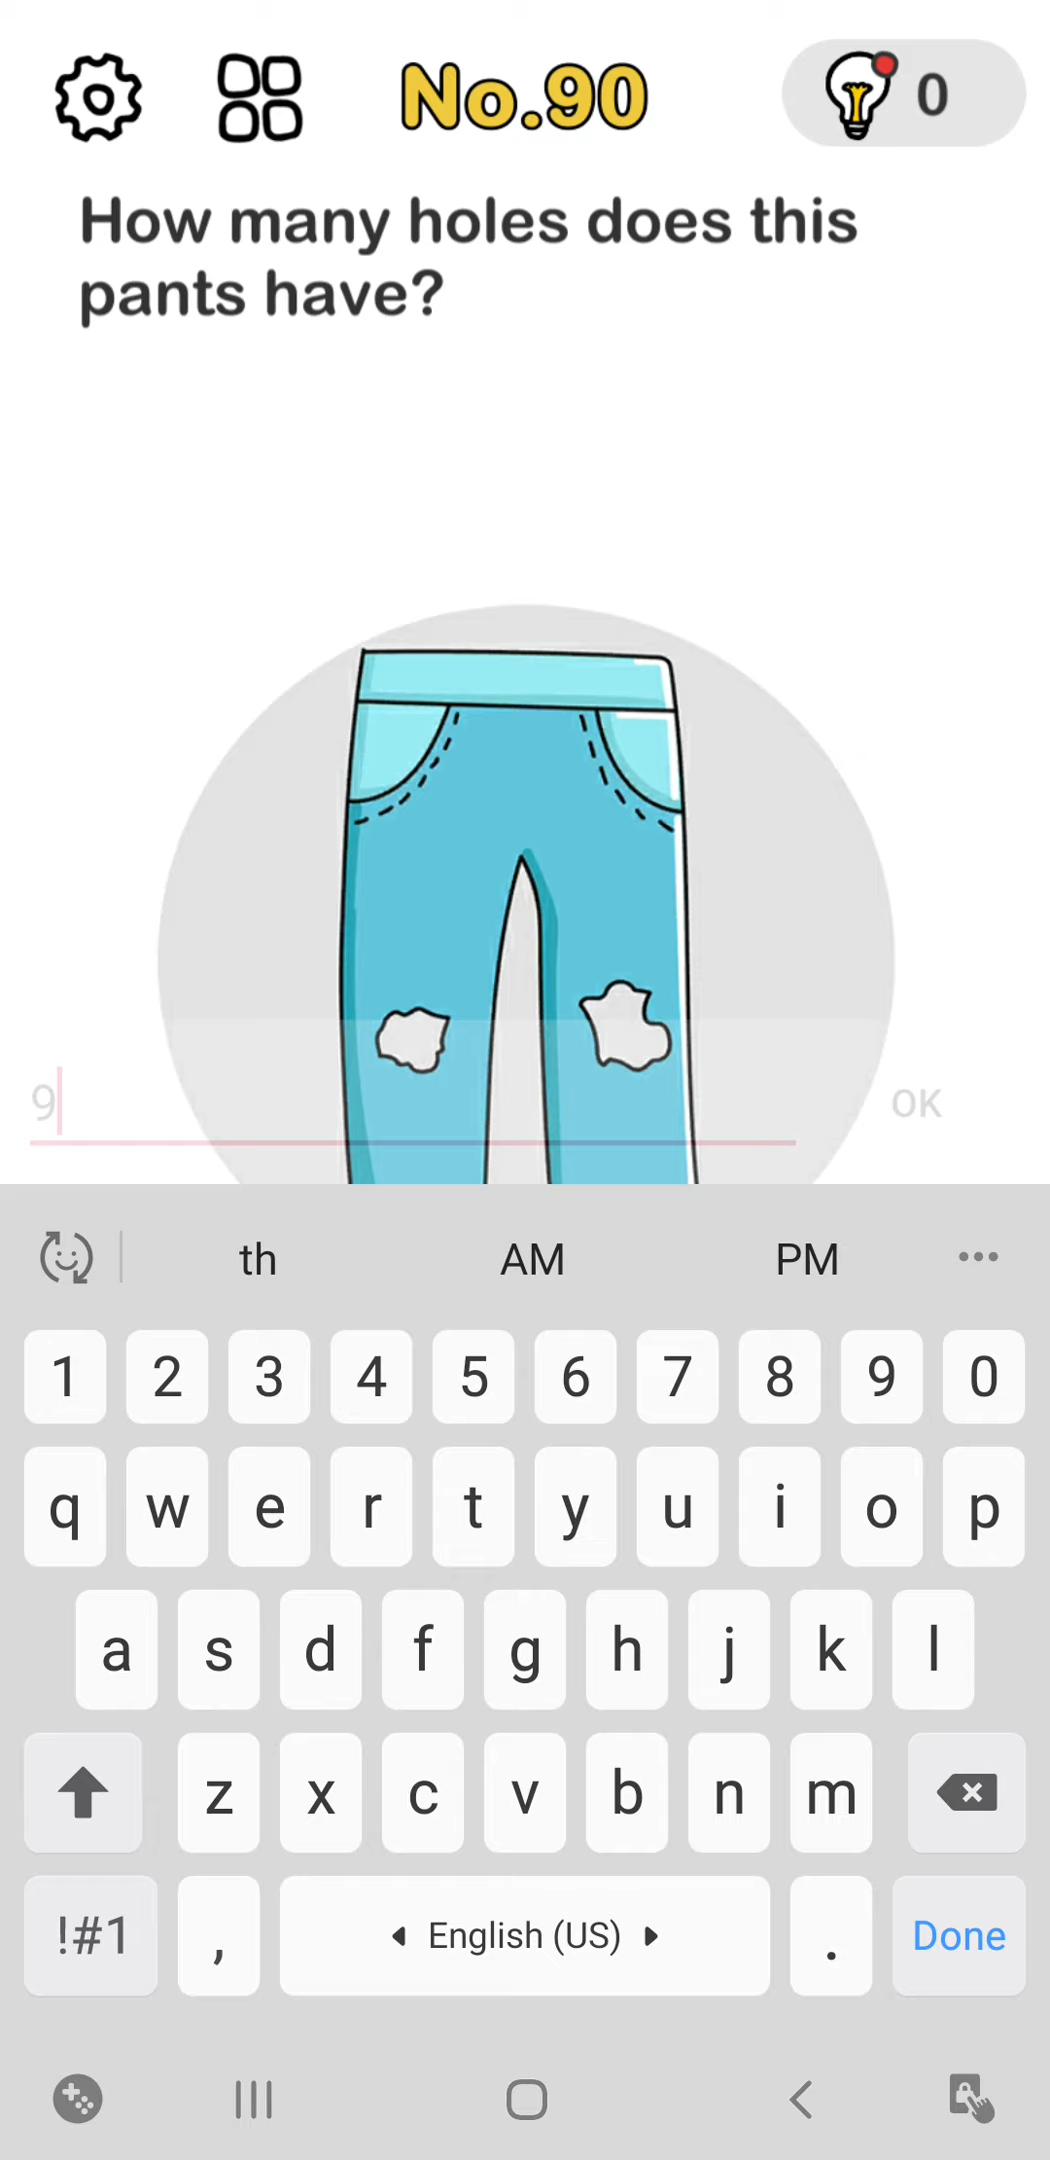 No.90
0
How many holes does this
pants have?
9
OK
th AM PM
1 2 3 4 5 6 7 8 9 0
q w e r t y u i o p
a s d f g h j k l
z x c v b n m
!#1 , English (US) . Done